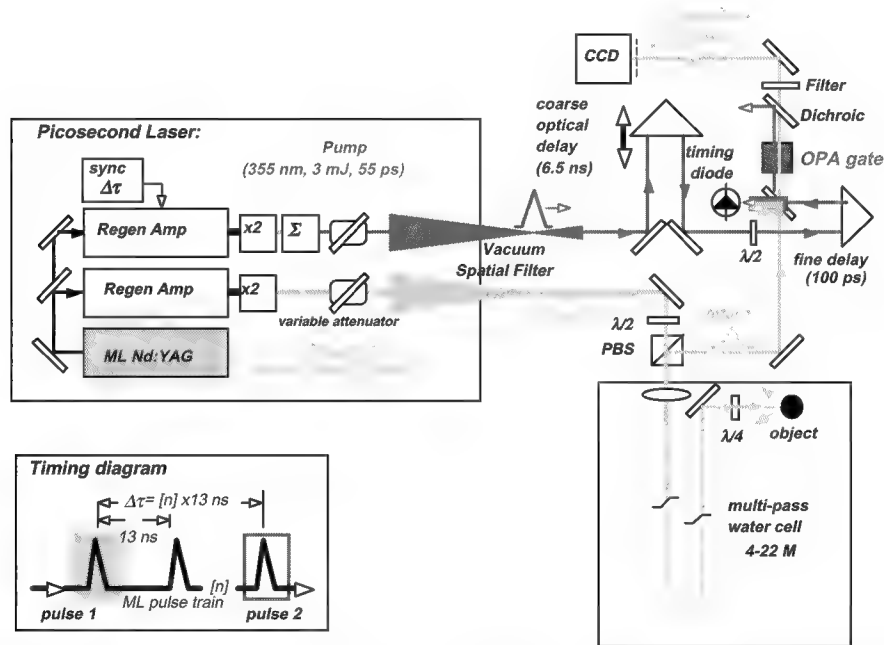 CCD
Filter
Dichroic
coarse
optical
delay
(6.5 ns)
timing
diode
OPA gate
λ/2
fine delay
(100 ps)
Picosecond Laser:
Pump
(355 nm, 3 mJ, 55 ps)
sync
Δτ
Regen Amp
x2
Σ
Vacuum
Spatial Filter
Regen Amp
x2
variable attenuator
ML Nd:YAG
λ/2
PBS
λ/4
object
multi-pass
water cell
4-22 M
Timing diagram
Δτ= [n] x13 ns
13 ns
[n]
ML pulse train
pulse 1
pulse 2